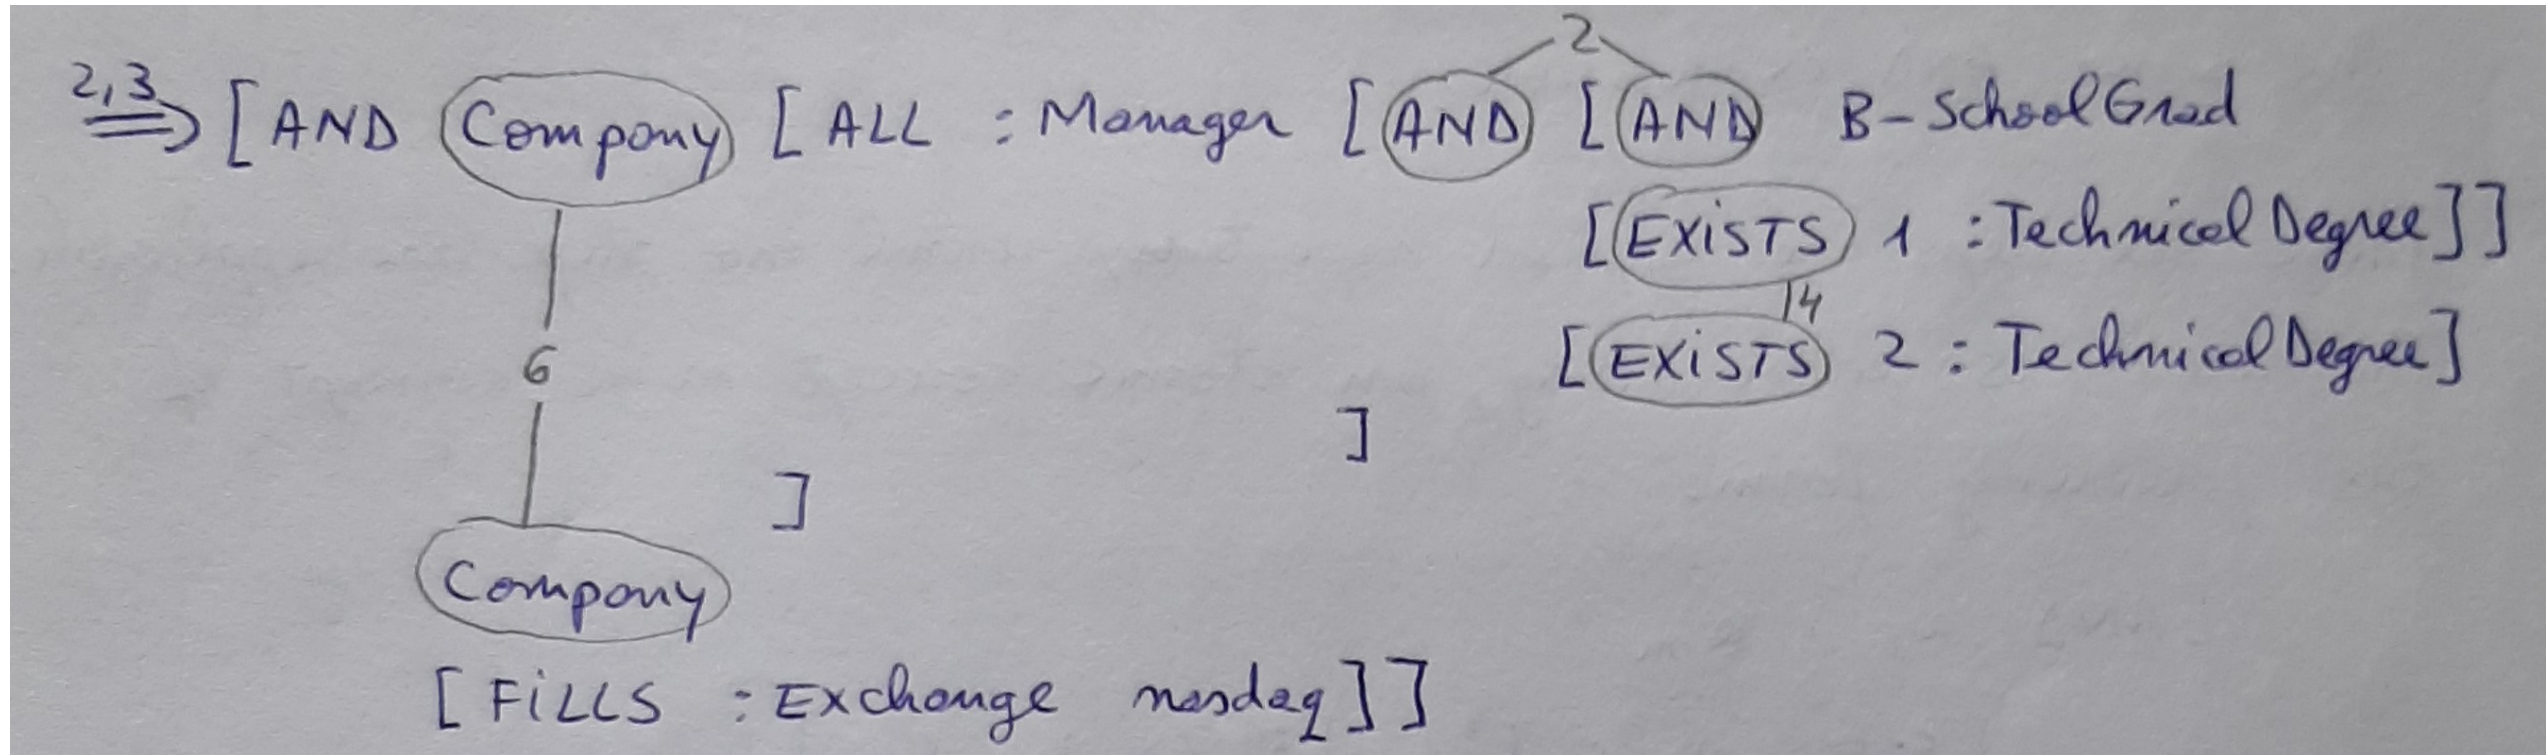 2
2,3 ⇒ [AND Company [ALL :Manager [AND [AND B-SchoolGrad
[EXISTS 1 :TechnicalDegree]]
14
[EXISTS 2 :TechnicalDegree]
6
]
]
Company
[FILLS :Exchange nasdaq]]